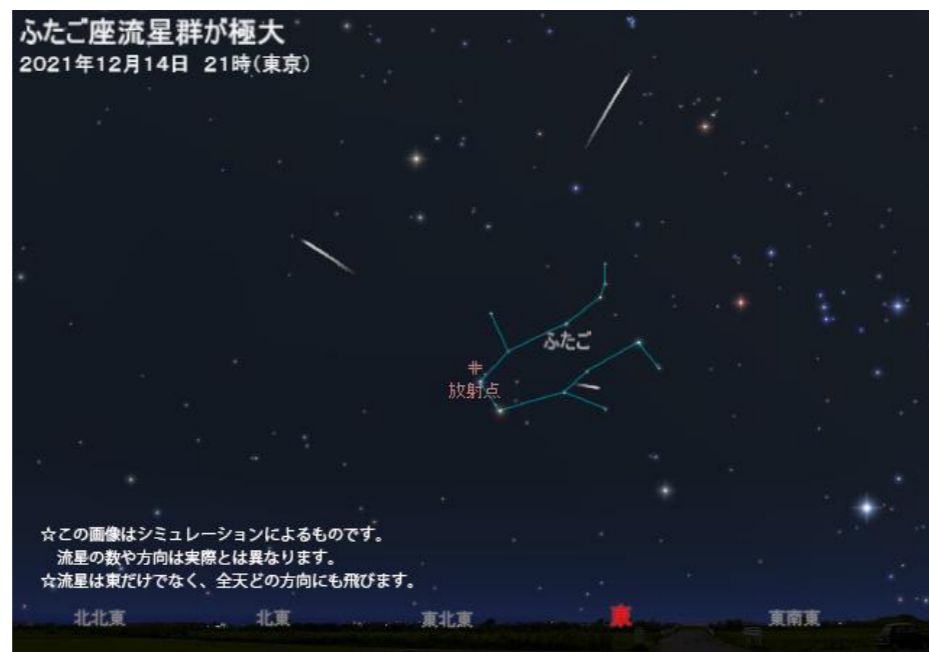 ふたご座流星群が極大
2021年12月14日 21時(東京)
ふたご
放射点
☆この画像はシミュレーションによるものです。
流星の数や方向は実際とは異なります。
☆流星は東だけでなく、全天どの方向にも飛びます。
北北東 北東 東北東 東 東南東